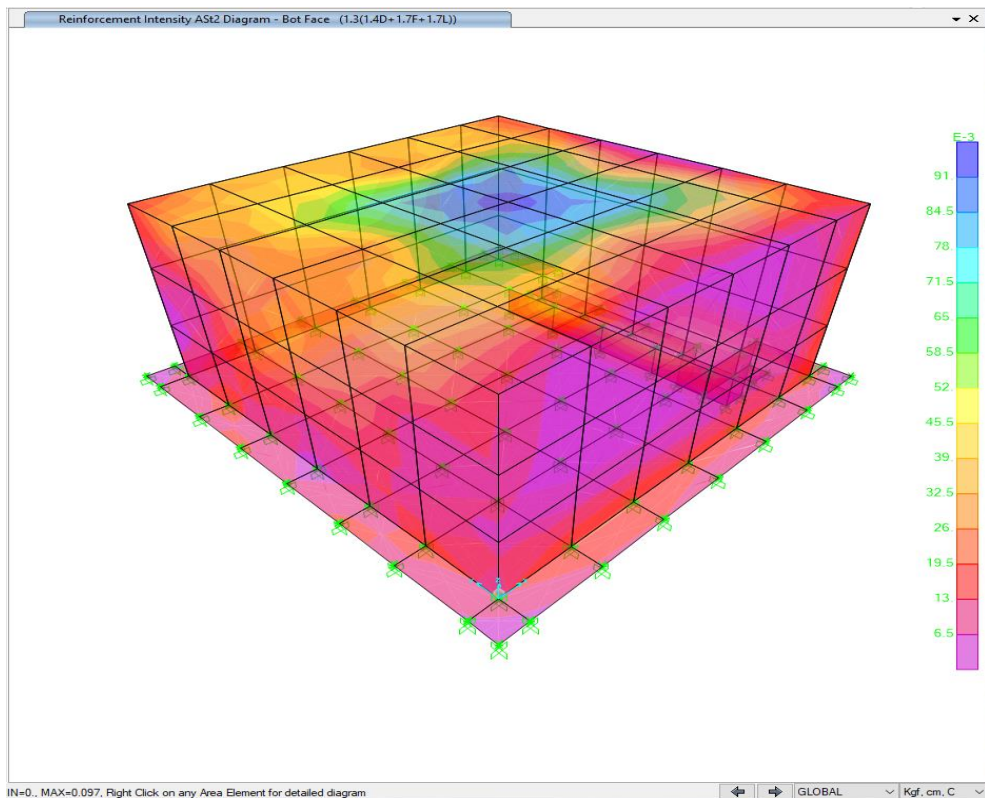 Reinforcement Intensity ASt2 Diagram - Bot Face (1.3(1.4D+1.7F+1.7L))
E-3
91
84.5
78
71.5
65
58.5
52
45.5
39
32.5
26
19.5
13
6.5
IN=0., MAX=0.097, Right Click on any Area Element for detailed diagram
GLOBAL
Kgf, cm, C